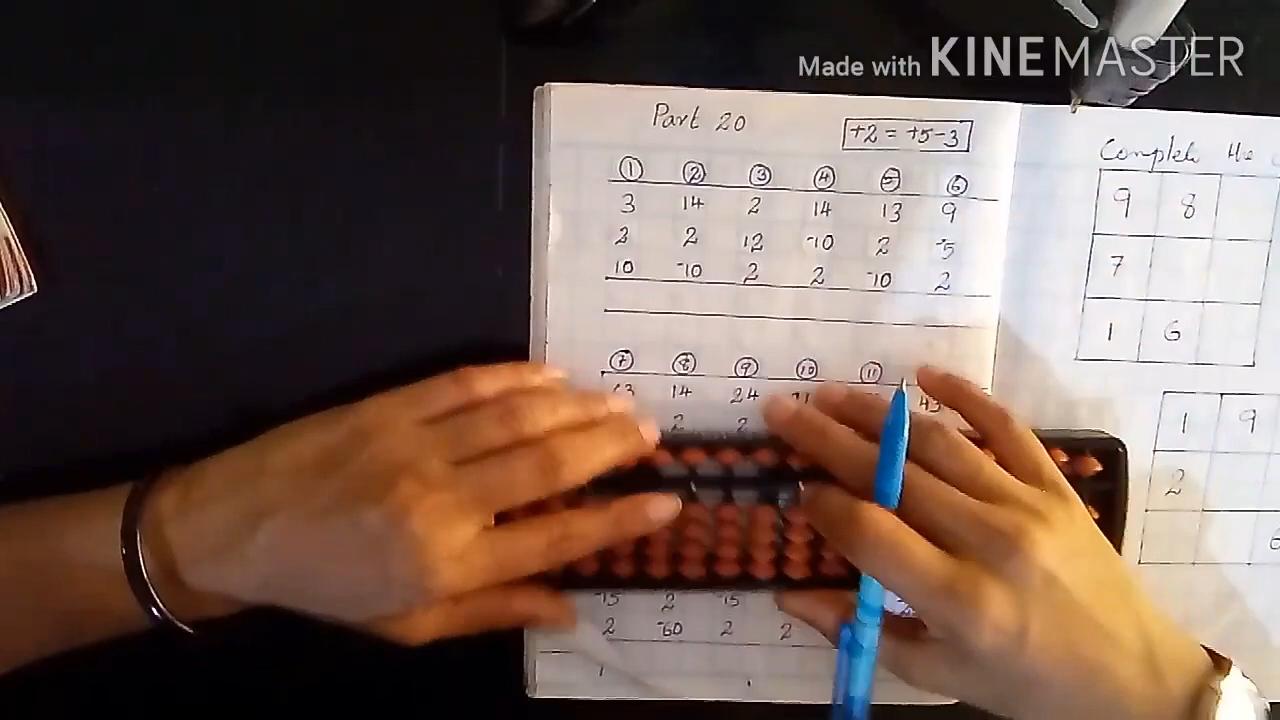 Made with KINEMASTER
Part 20
+2 = +5-3
① ② ③ ④ ⑤ ⑥
3 14 2 14 13 9
2 2 12 -10 2 -5
10 -10 2 2 -10 2
⑦ ⑧ ⑨ ⑩ ⑪
14 24 43
2 2
-15 2 -15
2 -60 2 2
Complete the
9 8
7
1 6
1 9
2